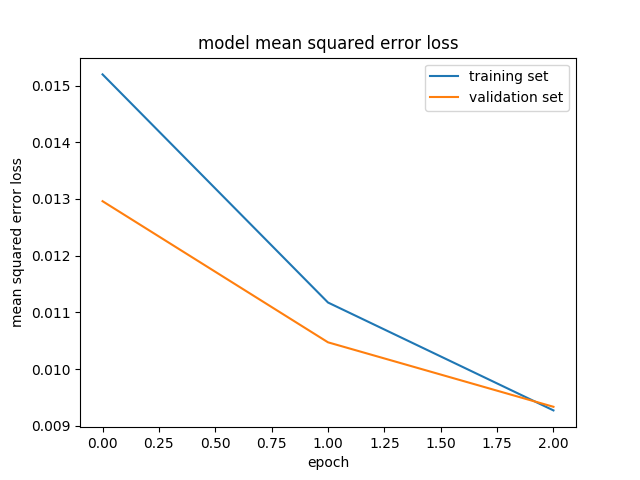 model mean squared error loss
training set
validation set
0.015
0.014
0.013
0.012
0.011
0.010
0.009
mean squared error loss
0.00 0.25 0.50 0.75 1.00 1.25 1.50 1.75 2.00
epoch